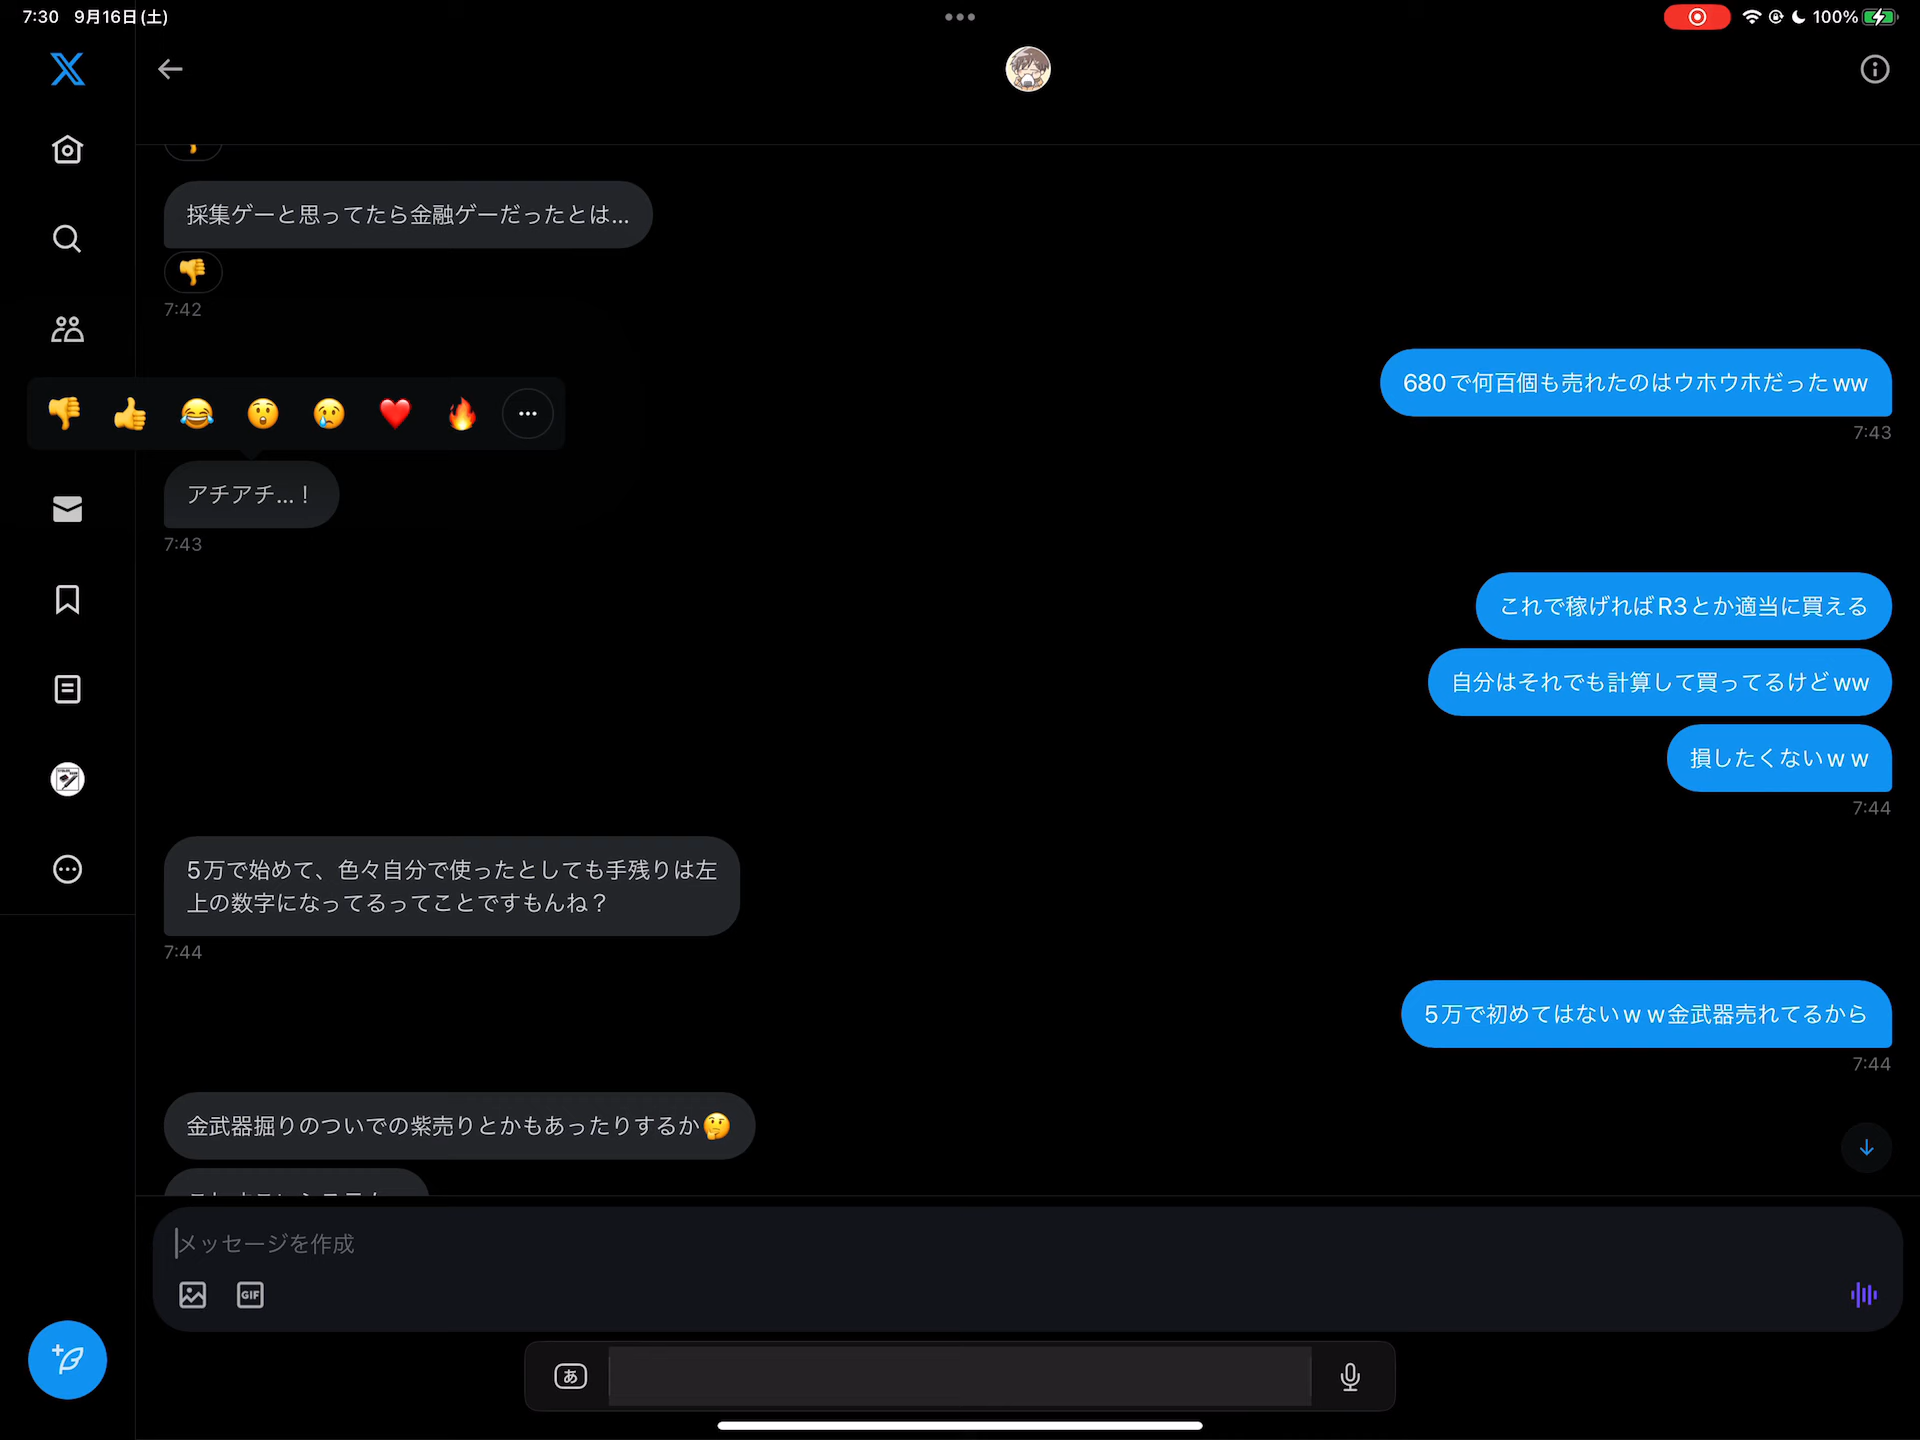 7:30 9月16日(土)
100%
採集ゲーと思ってたら金融ゲーだったとは...
7:42
680で何百個も売れたのはウホウホだったww
7:43
アチアチ...！
7:43
これで稼げればR3とか適当に買える
自分はそれでも計算して買ってるけどww
損したくないｗｗ
7:44
5万で始めて、色々自分で使ったとしても手残りは左
上の数字になってるってことですもんね？
7:44
5万で初めてはないｗｗ金武器売れてるから
7:44
金武器掘りのついでの紫売りとかもあったりするか🤔
メッセージを作成
GIF
あ